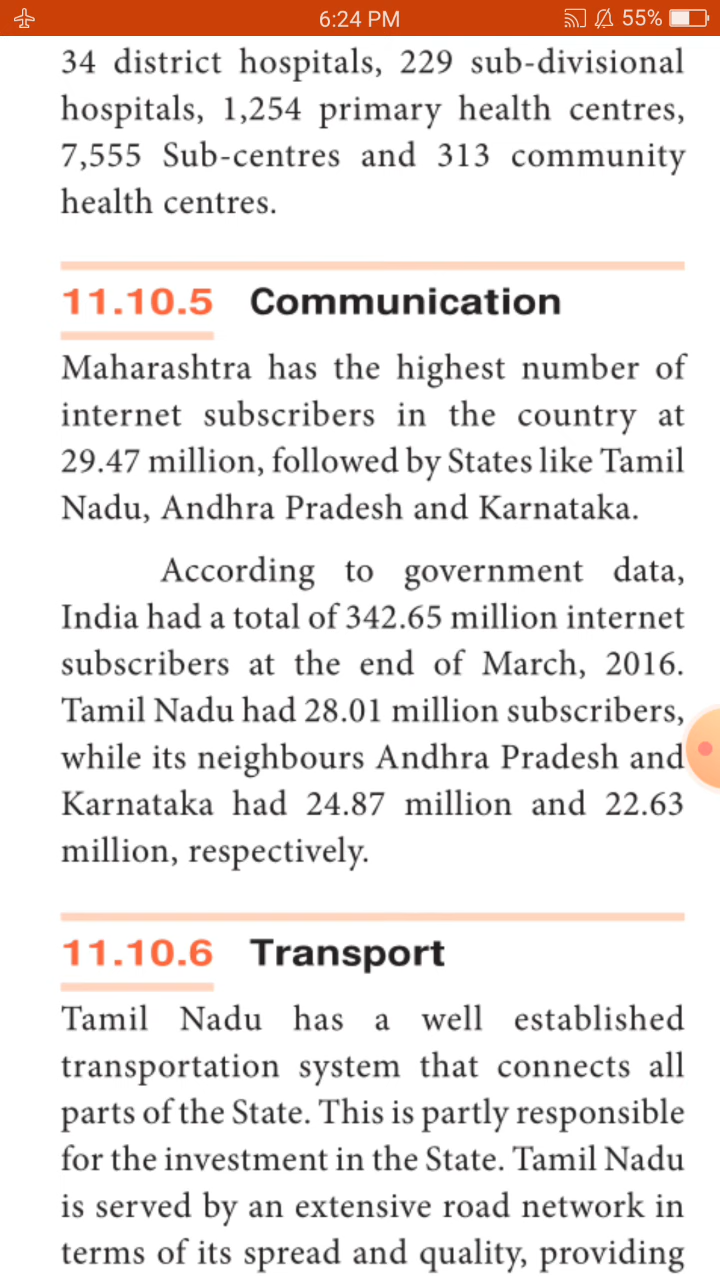 6:24 PM 55%
34 district hospitals, 229 sub-divisional
hospitals, 1,254 primary health centres,
7,555 Sub-centres and 313 community
health centres.
11.10.5 Communication
Maharashtra has the highest number of
internet subscribers in the country at
29.47 million, followed by States like Tamil
Nadu, Andhra Pradesh and Karnataka.
According to government data,
India had a total of 342.65 million internet
subscribers at the end of March, 2016.
Tamil Nadu had 28.01 million subscribers,
while its neighbours Andhra Pradesh and
Karnataka had 24.87 million and 22.63
million, respectively.
11.10.6 Transport
Tamil Nadu has a well established
transportation system that connects all
parts of the State. This is partly responsible
for the investment in the State. Tamil Nadu
is served by an extensive road network in
terms of its spread and quality, providing